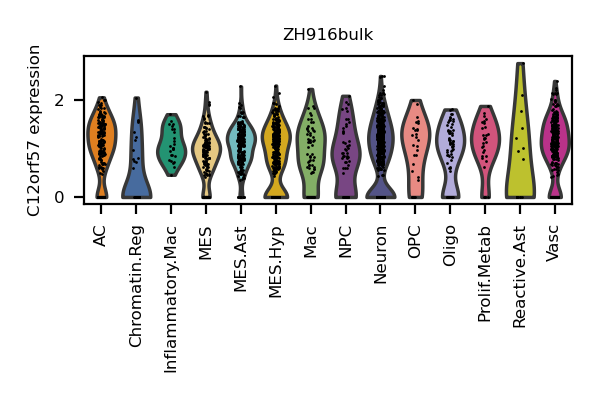 ZH916bulk
C12orf57 expression
2
0
AC
Chromatin.Reg
Inflammatory.Mac
MES
MES.Ast
MES.Hyp
Mac
NPC
Neuron
OPC
Oligo
Prolif.Metab
Reactive.Ast
Vasc